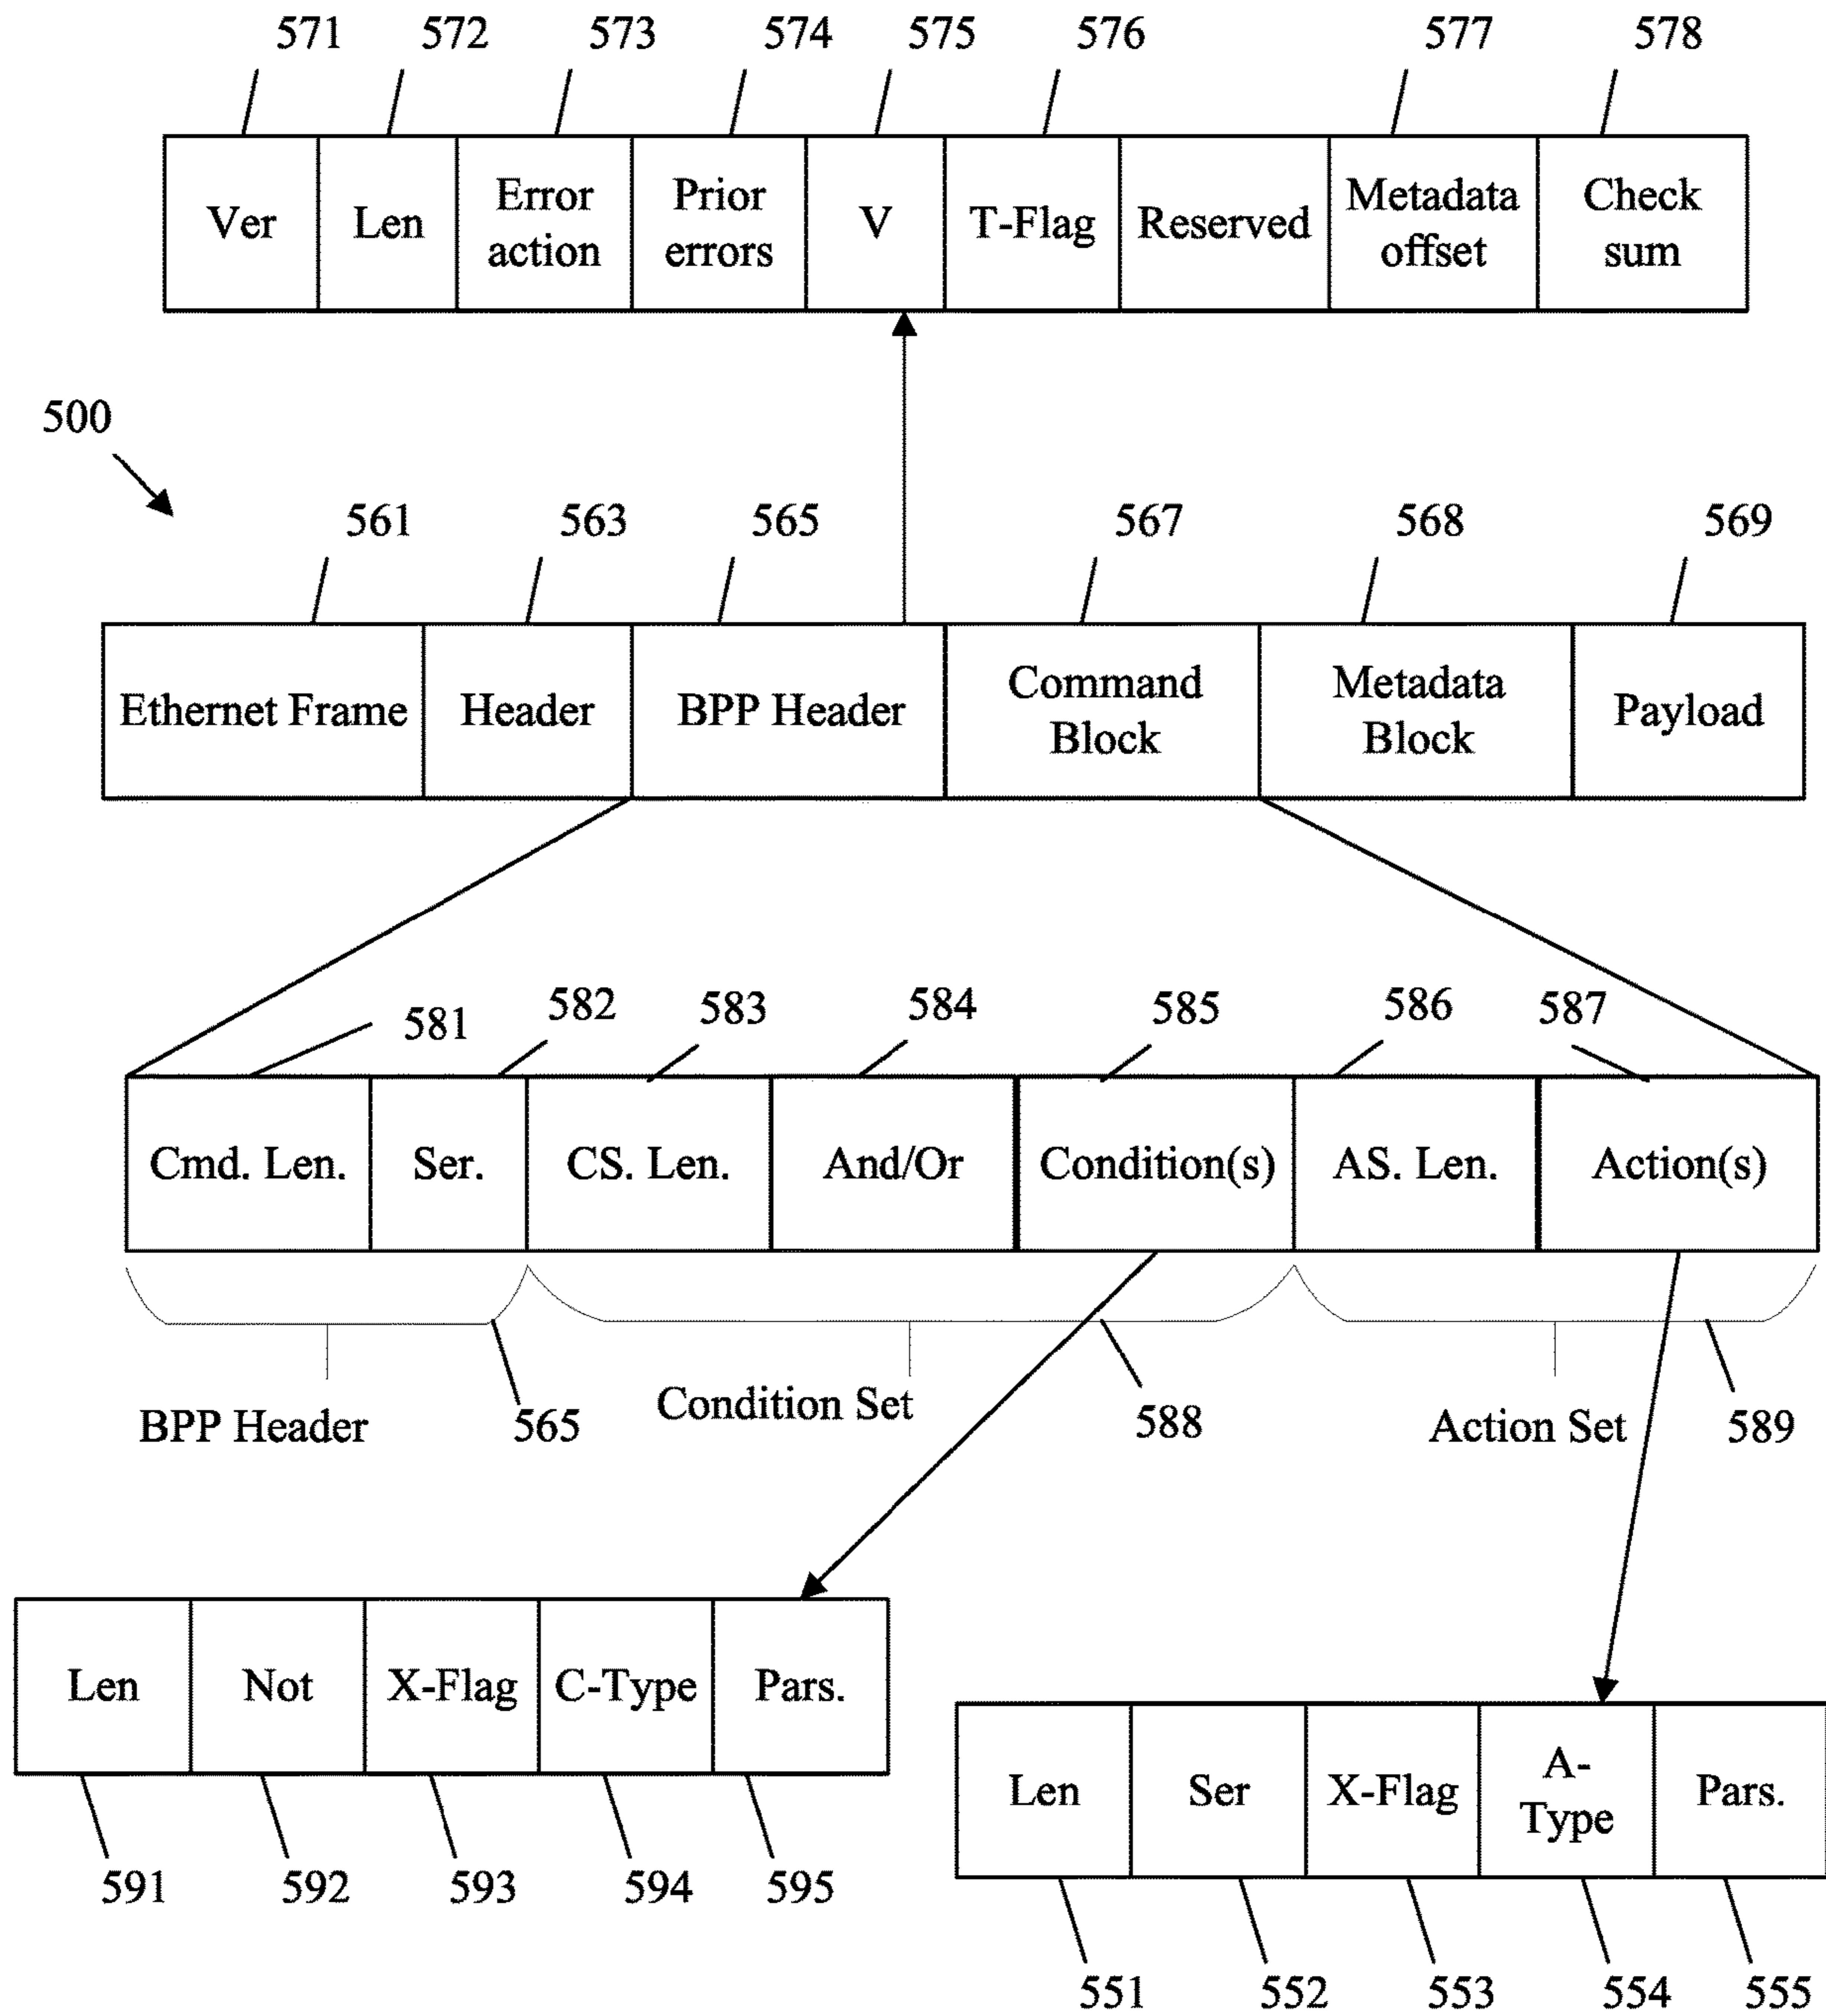 571 572 573 574 575 576 577 578
Ver Len Error action Prior errors V T-Flag Reserved Metadata offset Check sum
500
561 563 565 567 568 569
Ethernet Frame Header BPP Header Command Block Metadata Block Payload
581 582 583 584 585 586 587
Cmd. Len. Ser. CS. Len. And/Or Condition(s) AS. Len. Action(s)
BPP Header 565 Condition Set 588 Action Set 589
Len Not X-Flag C-Type Pars.
591 592 593 594 595
Len Ser X-Flag A-Type Pars.
551 552 553 554 555